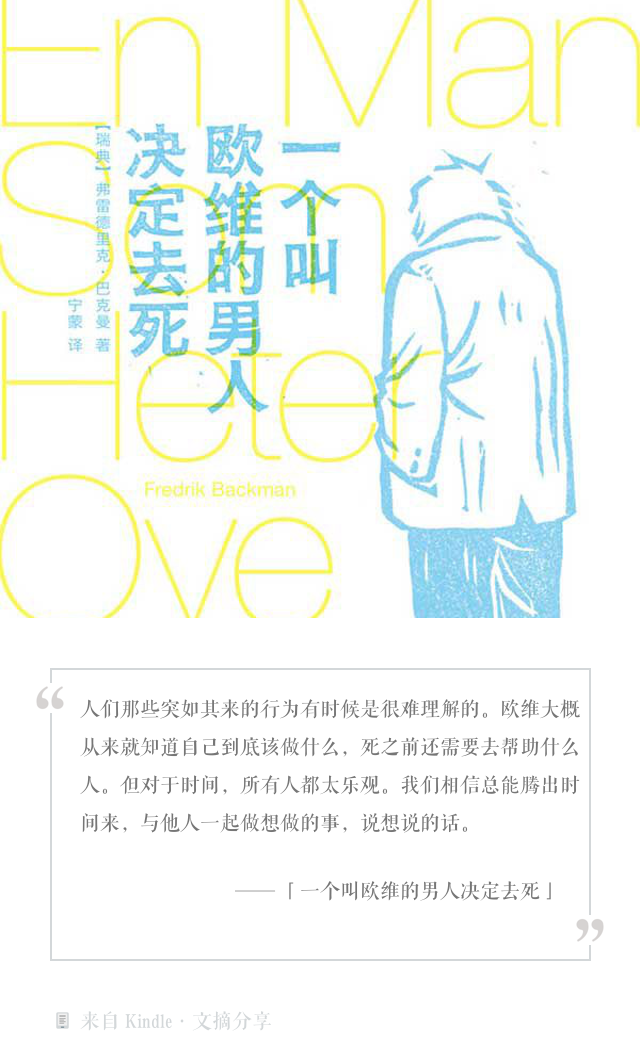 En Man
Som
Heter
Ove
一个叫
欧维的男人
决定去死
【瑞典】弗雷德里克·巴克曼 著
宁蒙 译
Fredrik Backman
“
人们那些突如其来的行为有时候是很难理解的。欧维大概
从来就知道自己到底该做什么，死之前还需要去帮助什么
人。但对于时间，所有人都太乐观。我们相信总能腾出时
间来，与他人一起做想做的事，说想说的话。
——「一个叫欧维的男人决定去死」
”
来自 Kindle · 文摘分享